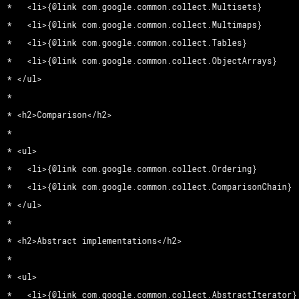 *   <li>{@link com.google.common.collect.Multisets}
*   <li>{@link com.google.common.collect.Multimaps}
*   <li>{@link com.google.common.collect.Tables}
*   <li>{@link com.google.common.collect.ObjectArrays}
* </ul>
*
* <h2>Comparison</h2>
*
* <ul>
*   <li>{@link com.google.common.collect.Ordering}
*   <li>{@link com.google.common.collect.ComparisonChain}
* </ul>
*
* <h2>Abstract implementations</h2>
*
* <ul>
*   <li>{@link com.google.common.collect.AbstractIterator}